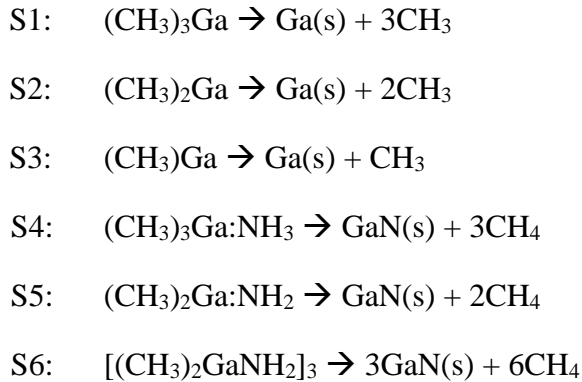 S1: (CH₃)₃Ga → Ga(s) + 3CH₃
S2: (CH₃)₂Ga → Ga(s) + 2CH₃
S3: (CH₃)Ga → Ga(s) + CH₃
S4: (CH₃)₃Ga:NH₃ → GaN(s) + 3CH₄
S5: (CH₃)₂Ga:NH₂ → GaN(s) + 2CH₄
S6: [(CH₃)₂GaNH₂]₃ → 3GaN(s) + 6CH₄